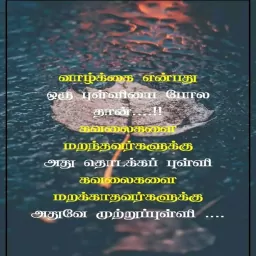 வாழ்க்கை என்பது
ஒரு புள்ளியை போல
தான்....!!
கவலைகளை
மறந்தவர்களுக்கு
அது தொடக்கப் புள்ளி
கவலைகளை
மறக்காதவர்களுக்கு
அதுவே முற்றுப்புள்ளி ....